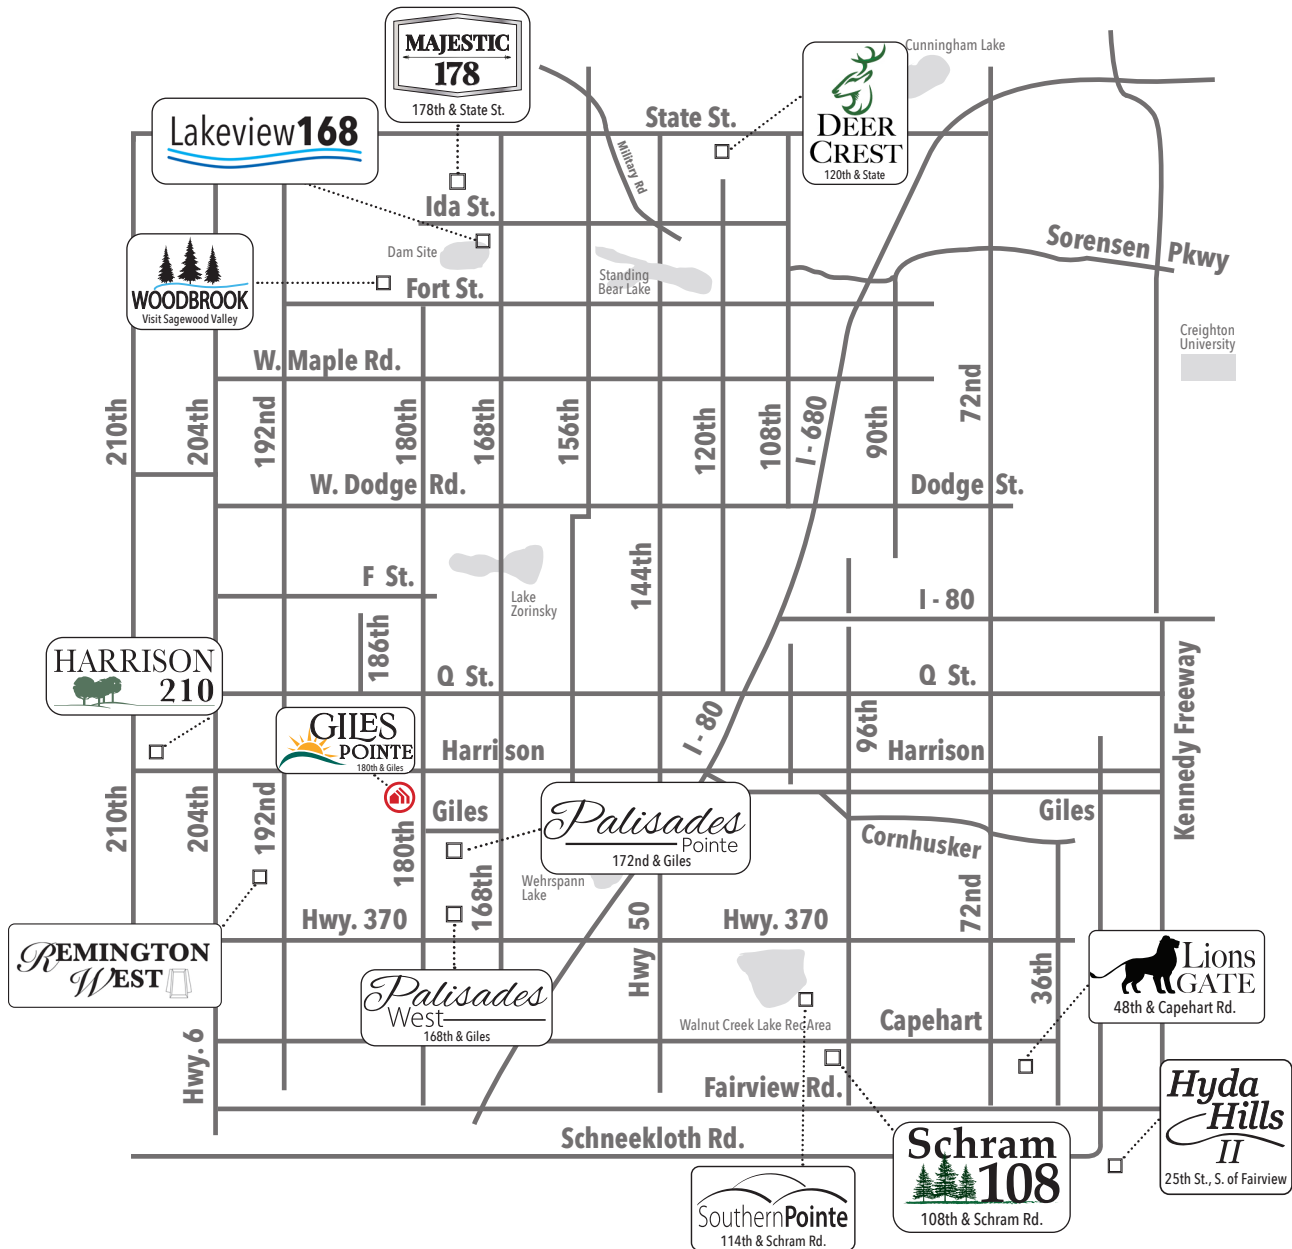 MAJESTIC
178
178th & State St.
Cunningham Lake
DEER
CREST
120th & State
Lakeview168
State St.
Military Rd
Ida St.
Dam Site
Sorensen Pkwy
WOODBROOK
Visit Sagewood Valley
Fort St.
Standing
Bear Lake
Creighton
University
W. Maple Rd.
210th
204th
192nd
180th
168th
156th
120th
108th
I - 680
90th
72nd
W. Dodge Rd.
Dodge St.
F St.
Lake
Zorinsky
144th
I - 80
186th
Q St.
Q St.
HARRISON
210
GILES
POINTE
180th & Giles
Harrison
I - 80
96th
Harrison
Kennedy Freeway
210th
204th
192nd
180th
Giles
Palisades
Pointe
172nd & Giles
Giles
Cornhusker
168th
Wehrspann
Lake
Hwy. 370
Hwy 50
Hwy. 370
72nd
36th
REMINGTON
WEST
Palisades
West
168th & Giles
Lions
GATE
48th & Capehart Rd.
Walnut Creek Lake Rec Area
Capehart
Hwy. 6
Fairview Rd.
Hyda
Hills
II
25th St., S. of Fairview
Schneekloth Rd.
Schram
108
108th & Schram Rd.
SouthernPointe
114th & Schram Rd.